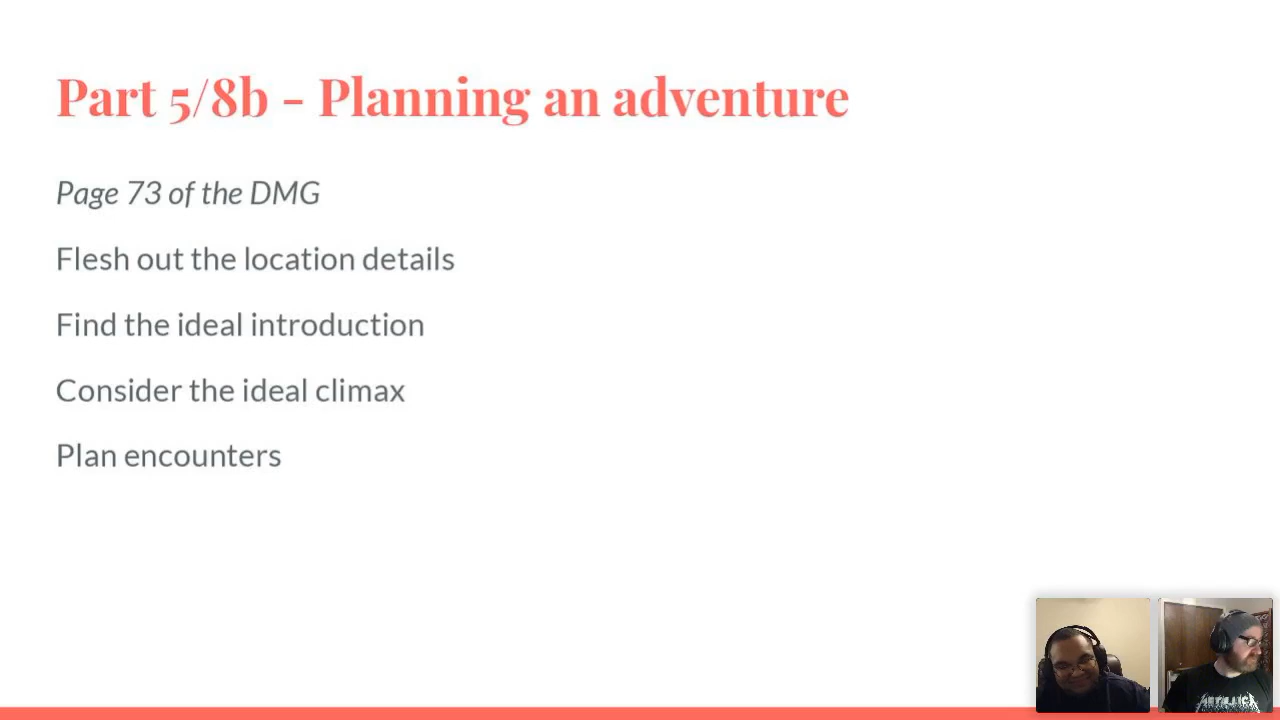 Part 5/8b - Planning an adventure
Page 73 of the DMG
Flesh out the location details
Find the ideal introduction
Consider the ideal climax
Plan encounters
METALLICA